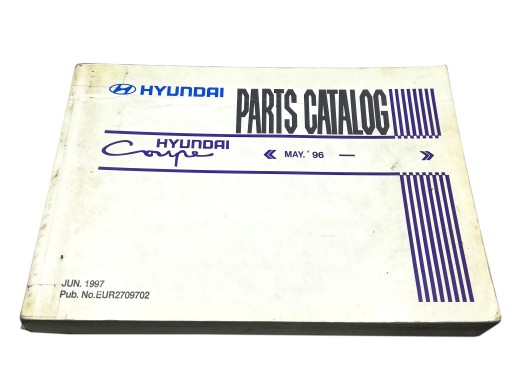 HYUNDAI
PARTS CATALOG
HYUNDAI
Coupe
« MAY.' 96 — »
JUN. 1997
Pub. No.EUR2709702